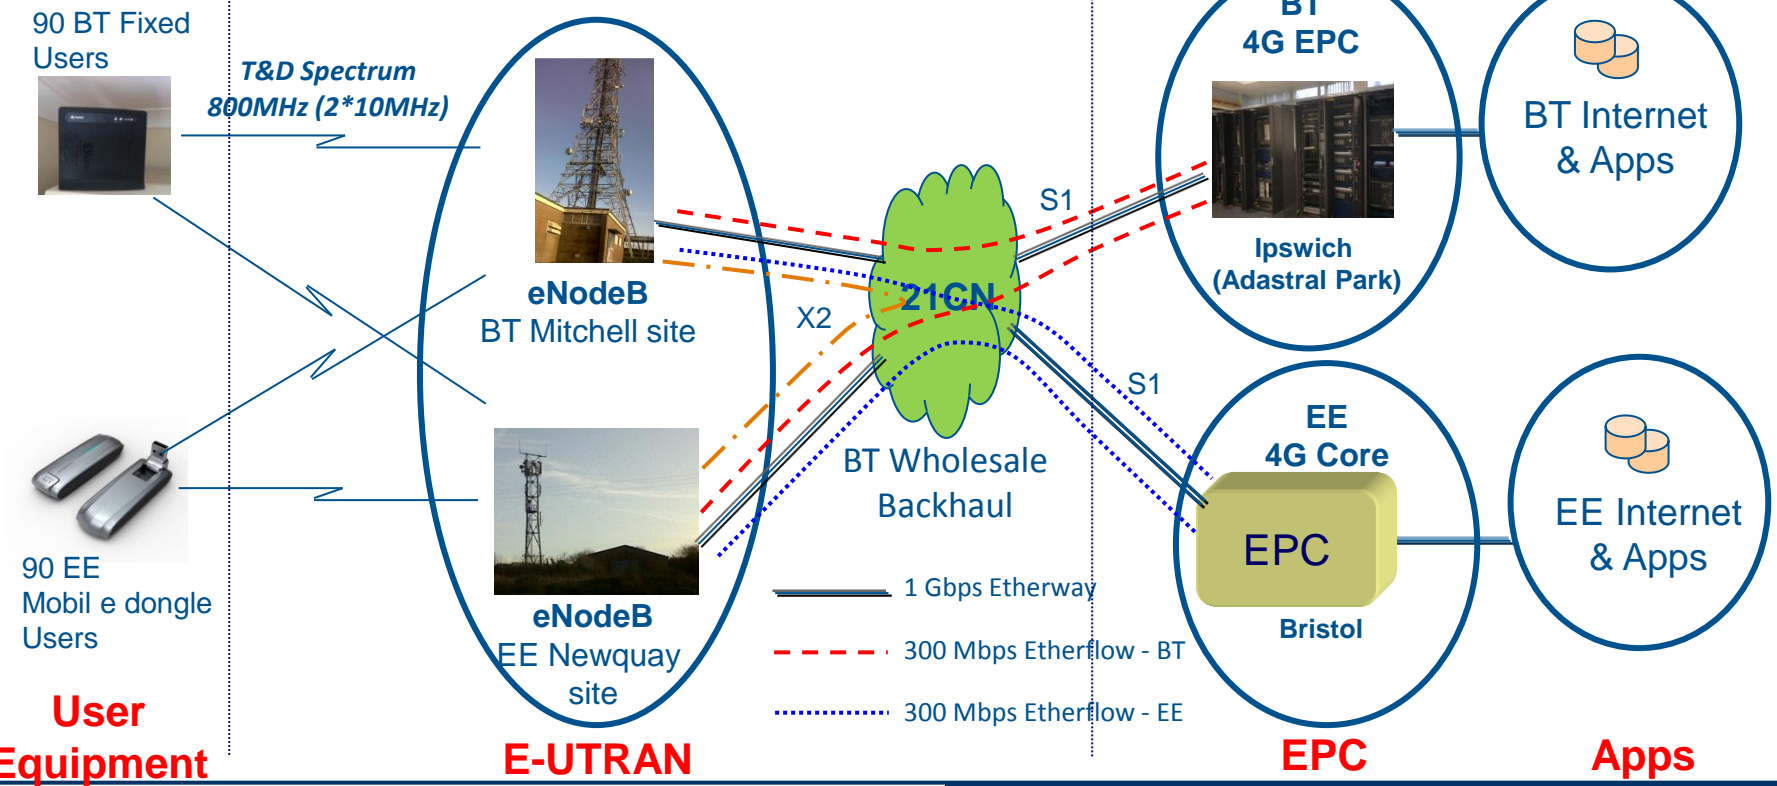 90 BT Fixed
Users
T&D Spectrum
800MHz (2*10MHz)
eNodeB
BT Mitchell site
90 EE
Mobil e dongle
Users
eNodeB
EE Newquay
site
User
Equipment
E-UTRAN
21CN
X2
S1
S1
BT Wholesale
Backhaul
1 Gbps Etherway
300 Mbps Etherflow - BT
300 Mbps Etherflow - EE
BT
4G EPC
Ipswich
(Adastral Park)
EE
4G Core
EPC
Bristol
EPC
BT Internet
& Apps
EE Internet
& Apps
Apps